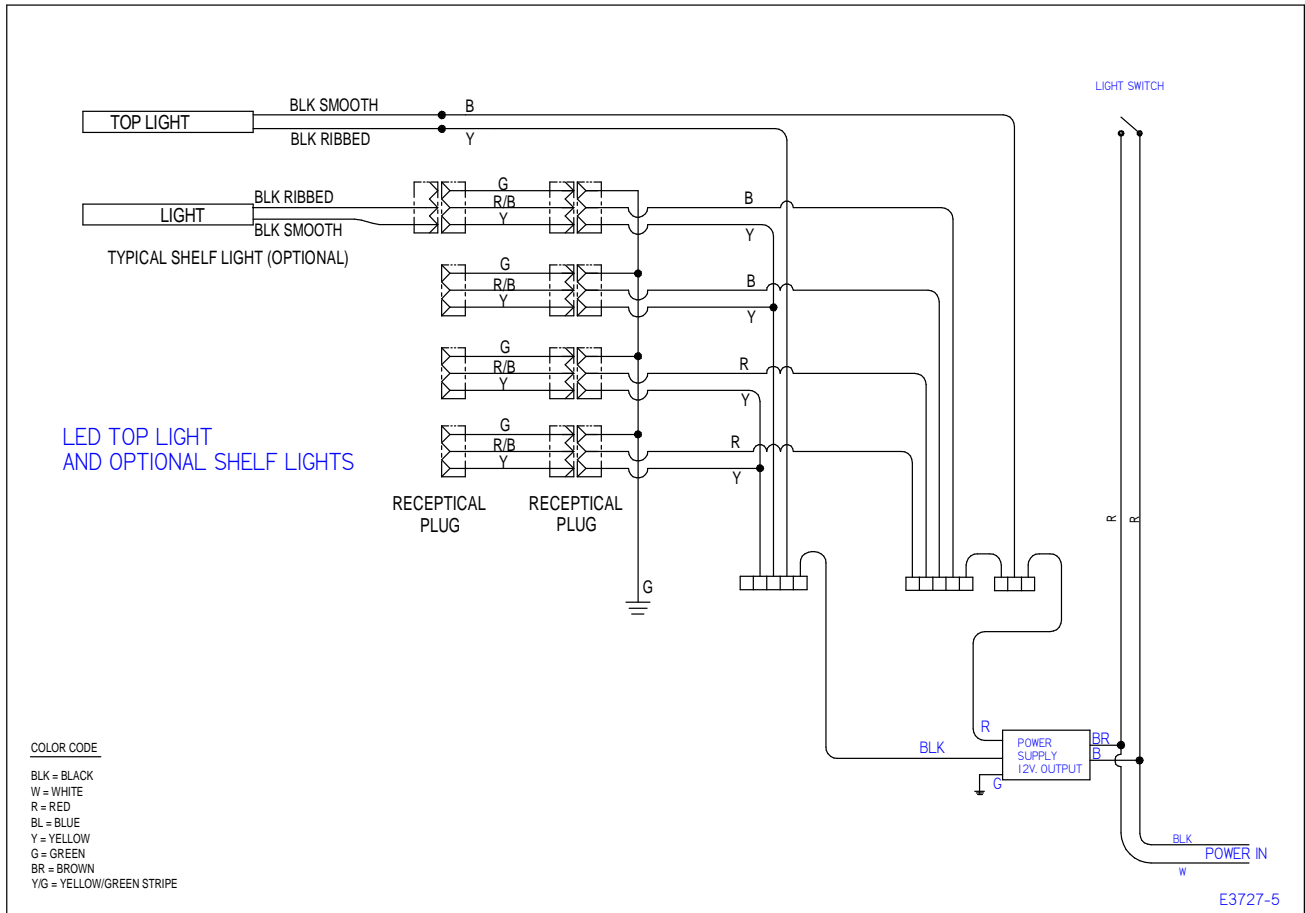 LIGHT SWITCH
BLK SMOOTH
B
TOP LIGHT
BLK RIBBED
Y
BLK RIBBED
G
R/B
Y
B
Y
LIGHT
BLK SMOOTH
TYPICAL SHELF LIGHT (OPTIONAL)
G
R/B
Y
B
Y
G
R/B
Y
R
Y
LED TOP LIGHT
AND OPTIONAL SHELF LIGHTS
G
R/B
Y
R
Y
RECEPTICAL
PLUG
RECEPTICAL
PLUG
R
R
G
R
BLK
POWER
SUPPLY
12V. OUTPUT
BR
B
G
COLOR CODE
BLK = BLACK
W = WHITE
R = RED
BL = BLUE
Y = YELLOW
G = GREEN
BR = BROWN
Y/G = YELLOW/GREEN STRIPE
BLK
POWER IN
W
E3727-5